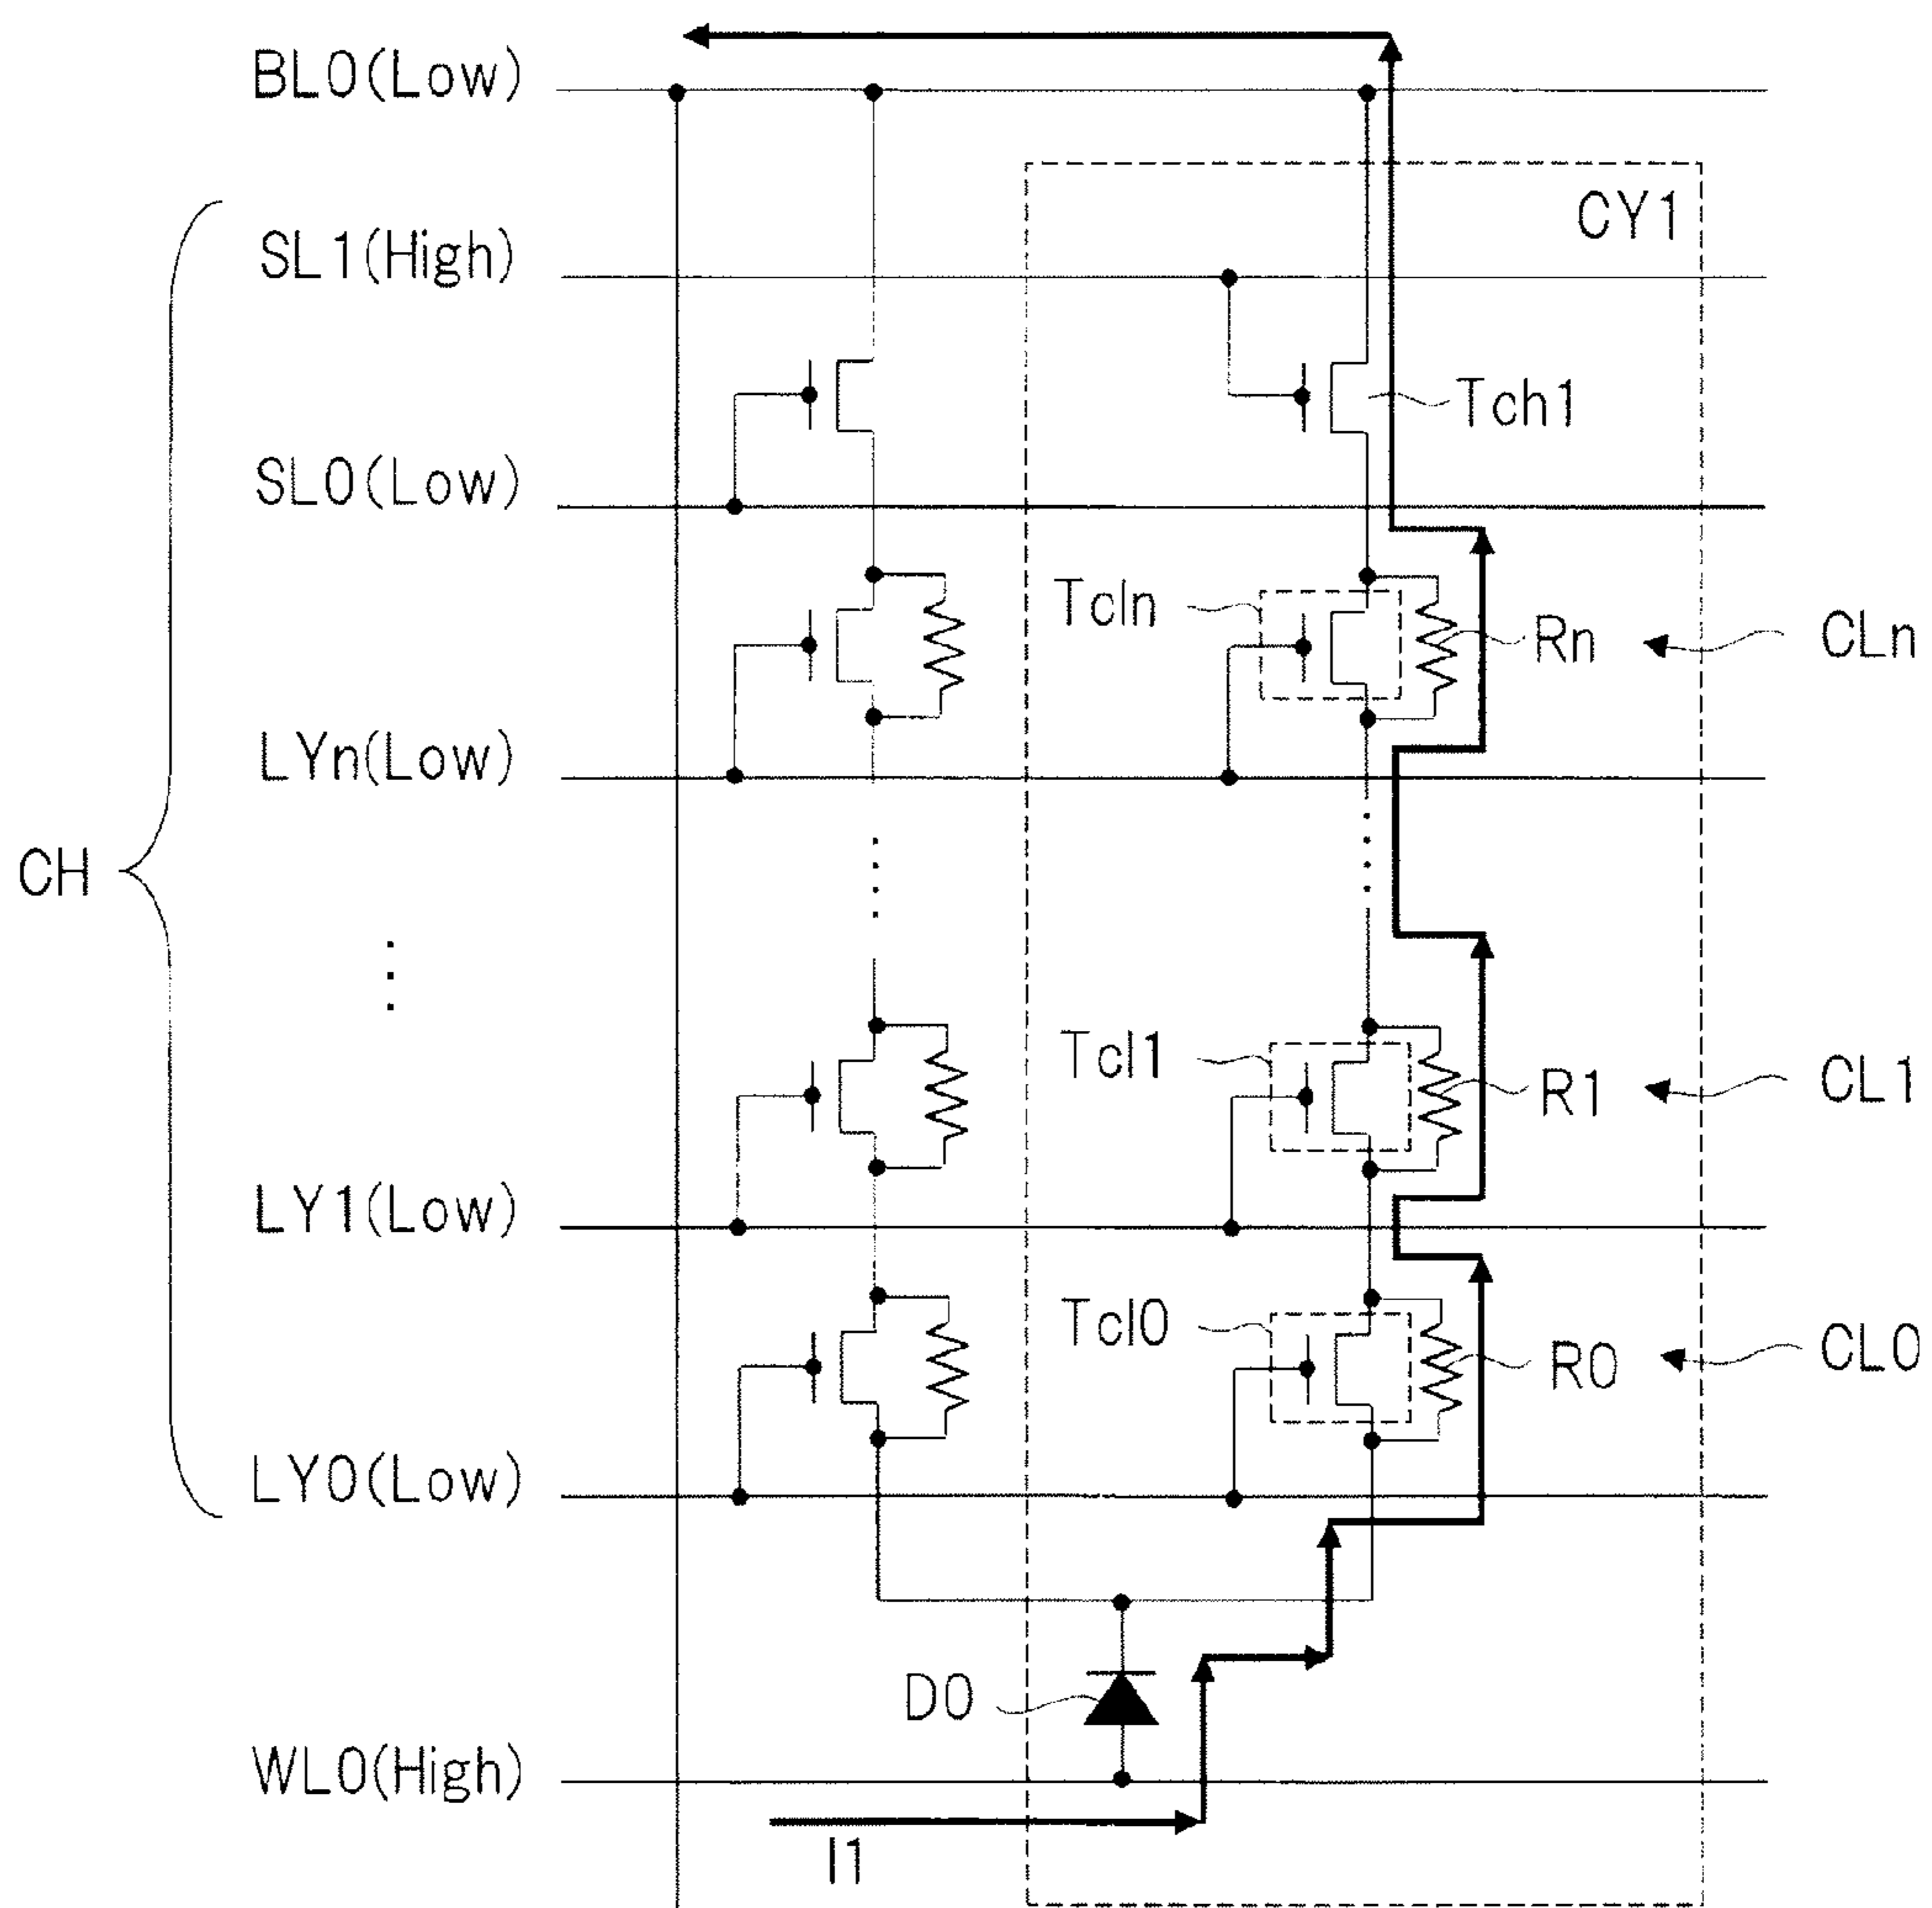 BL0(Low)
CY1
SL1(High)
Tch1
SL0(Low)
Tcln
Rn
CLn
LYn(Low)
CH
Tcl1
R1
CL1
LY1(Low)
Tcl0
R0
CL0
LY0(Low)
D0
WL0(High)
I1